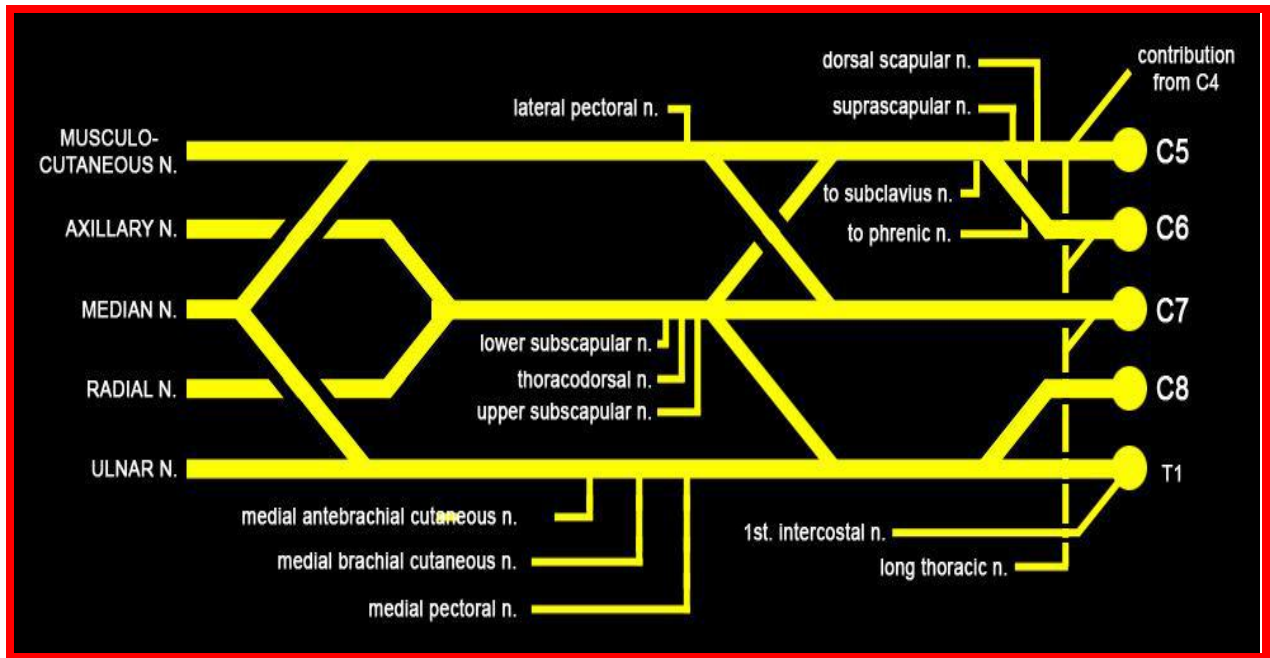 dorsal scapular n.
contribution
from C4
lateral pectoral n.
suprascapular n.
MUSCULO-
CUTANEOUS N.
C5
to subclavius n.
AXILLARY N.
to phrenic n.
C6
MEDIAN N.
C7
lower subscapular n.
thoracodorsal n.
RADIAL N.
C8
upper subscapular n.
ULNAR N.
T1
medial antebrachial cutaneous n.
1st. intercostal n.
medial brachial cutaneous n.
long thoracic n.
medial pectoral n.